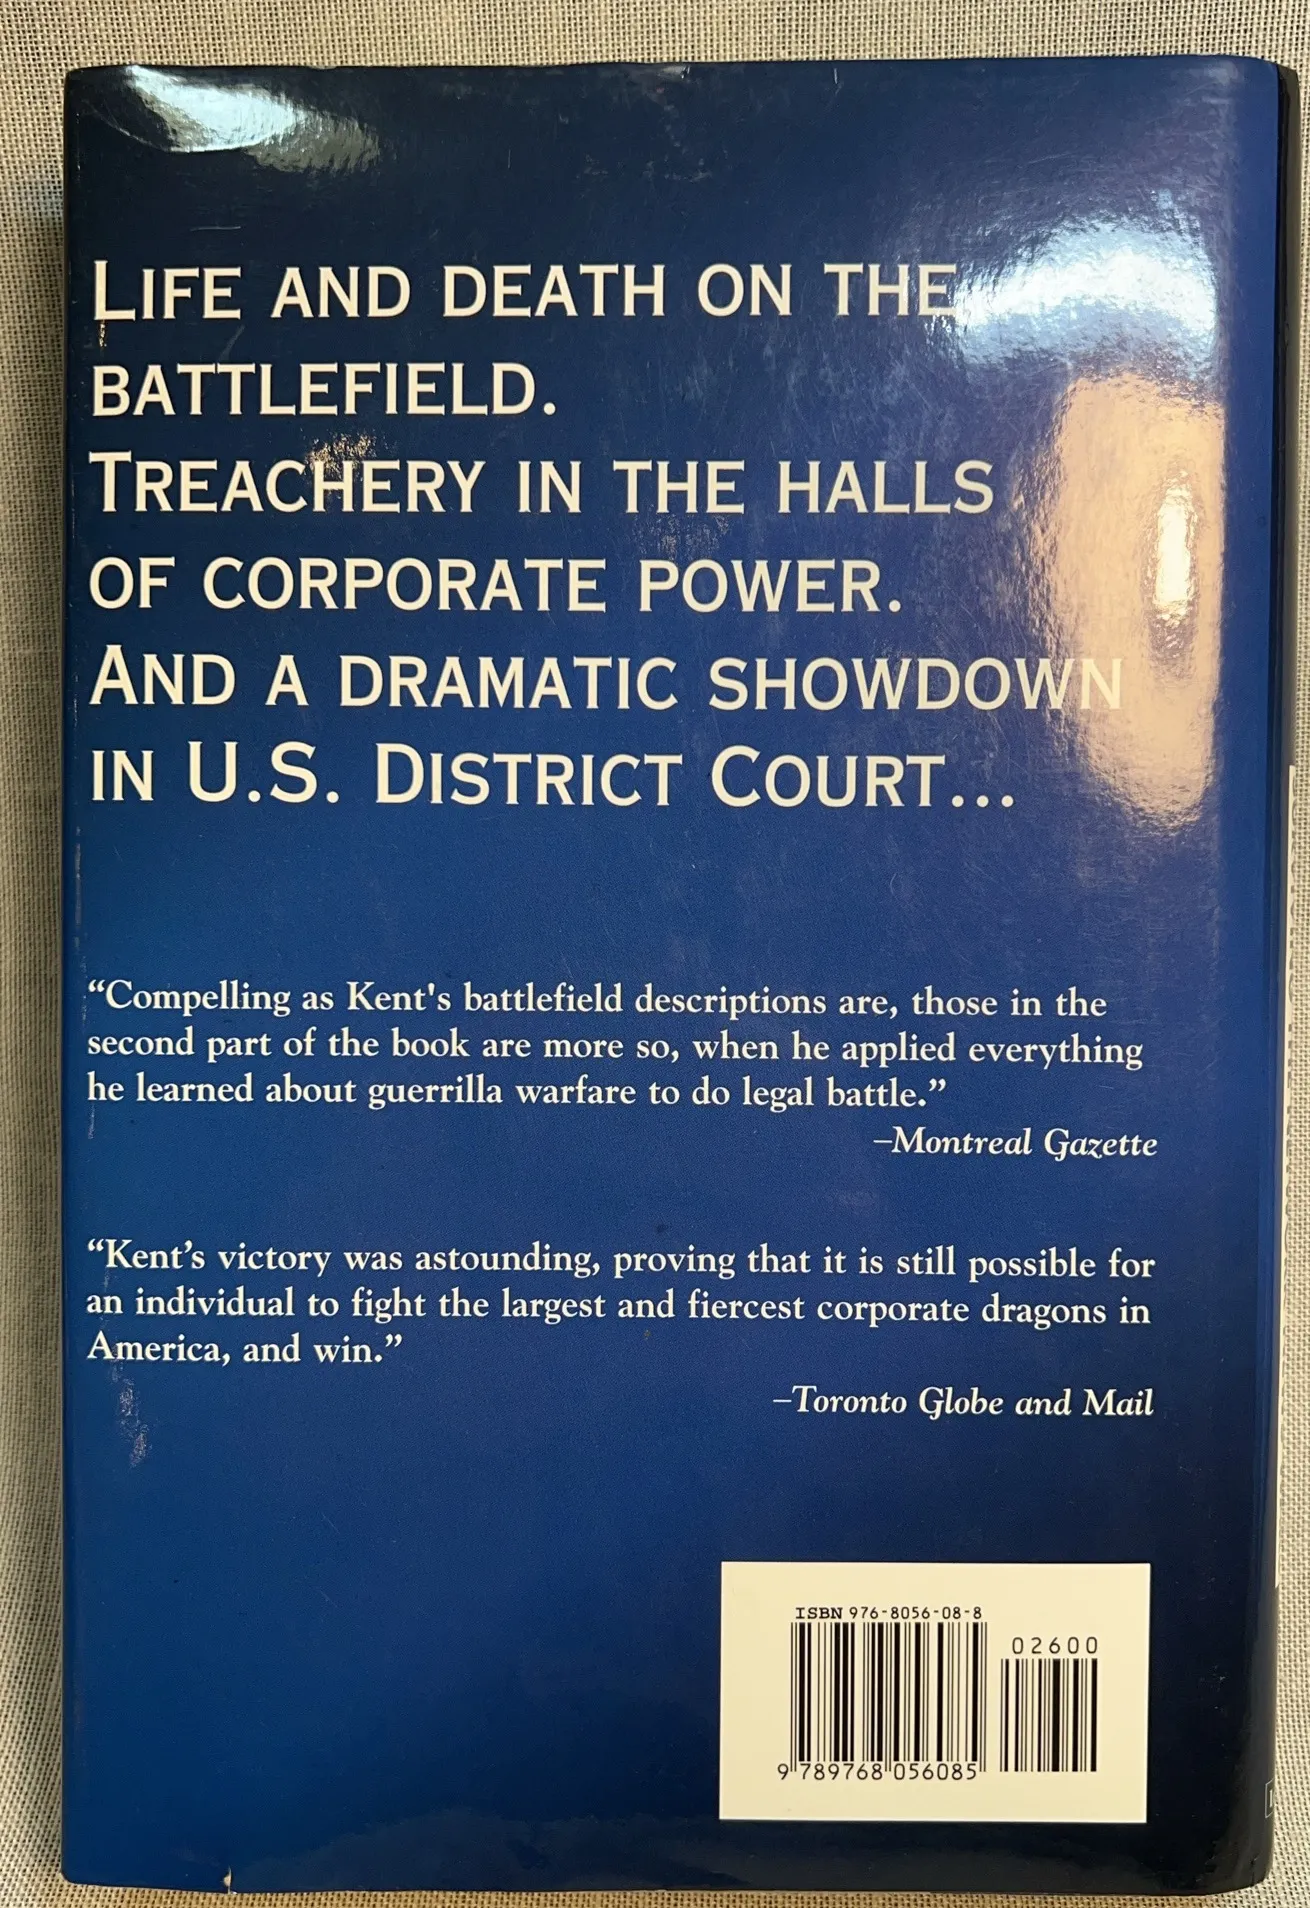 LIFE AND DEATH ON THE
BATTLEFIELD.
TREACHERY IN THE HALLS
OF CORPORATE POWER.
AND A DRAMATIC SHOWDOWN
IN U.S. DISTRICT COURT...
“Compelling as Kent's battlefield descriptions are, those in the
second part of the book are more so, when he applied everything
he learned about guerrilla warfare to do legal battle.”
–Montreal Gazette
“Kent’s victory was astounding, proving that it is still possible for
an individual to fight the largest and fiercest corporate dragons in
America, and win.”
–Toronto Globe and Mail
ISBN 976-8056-08-8
02600
9 789768 056085